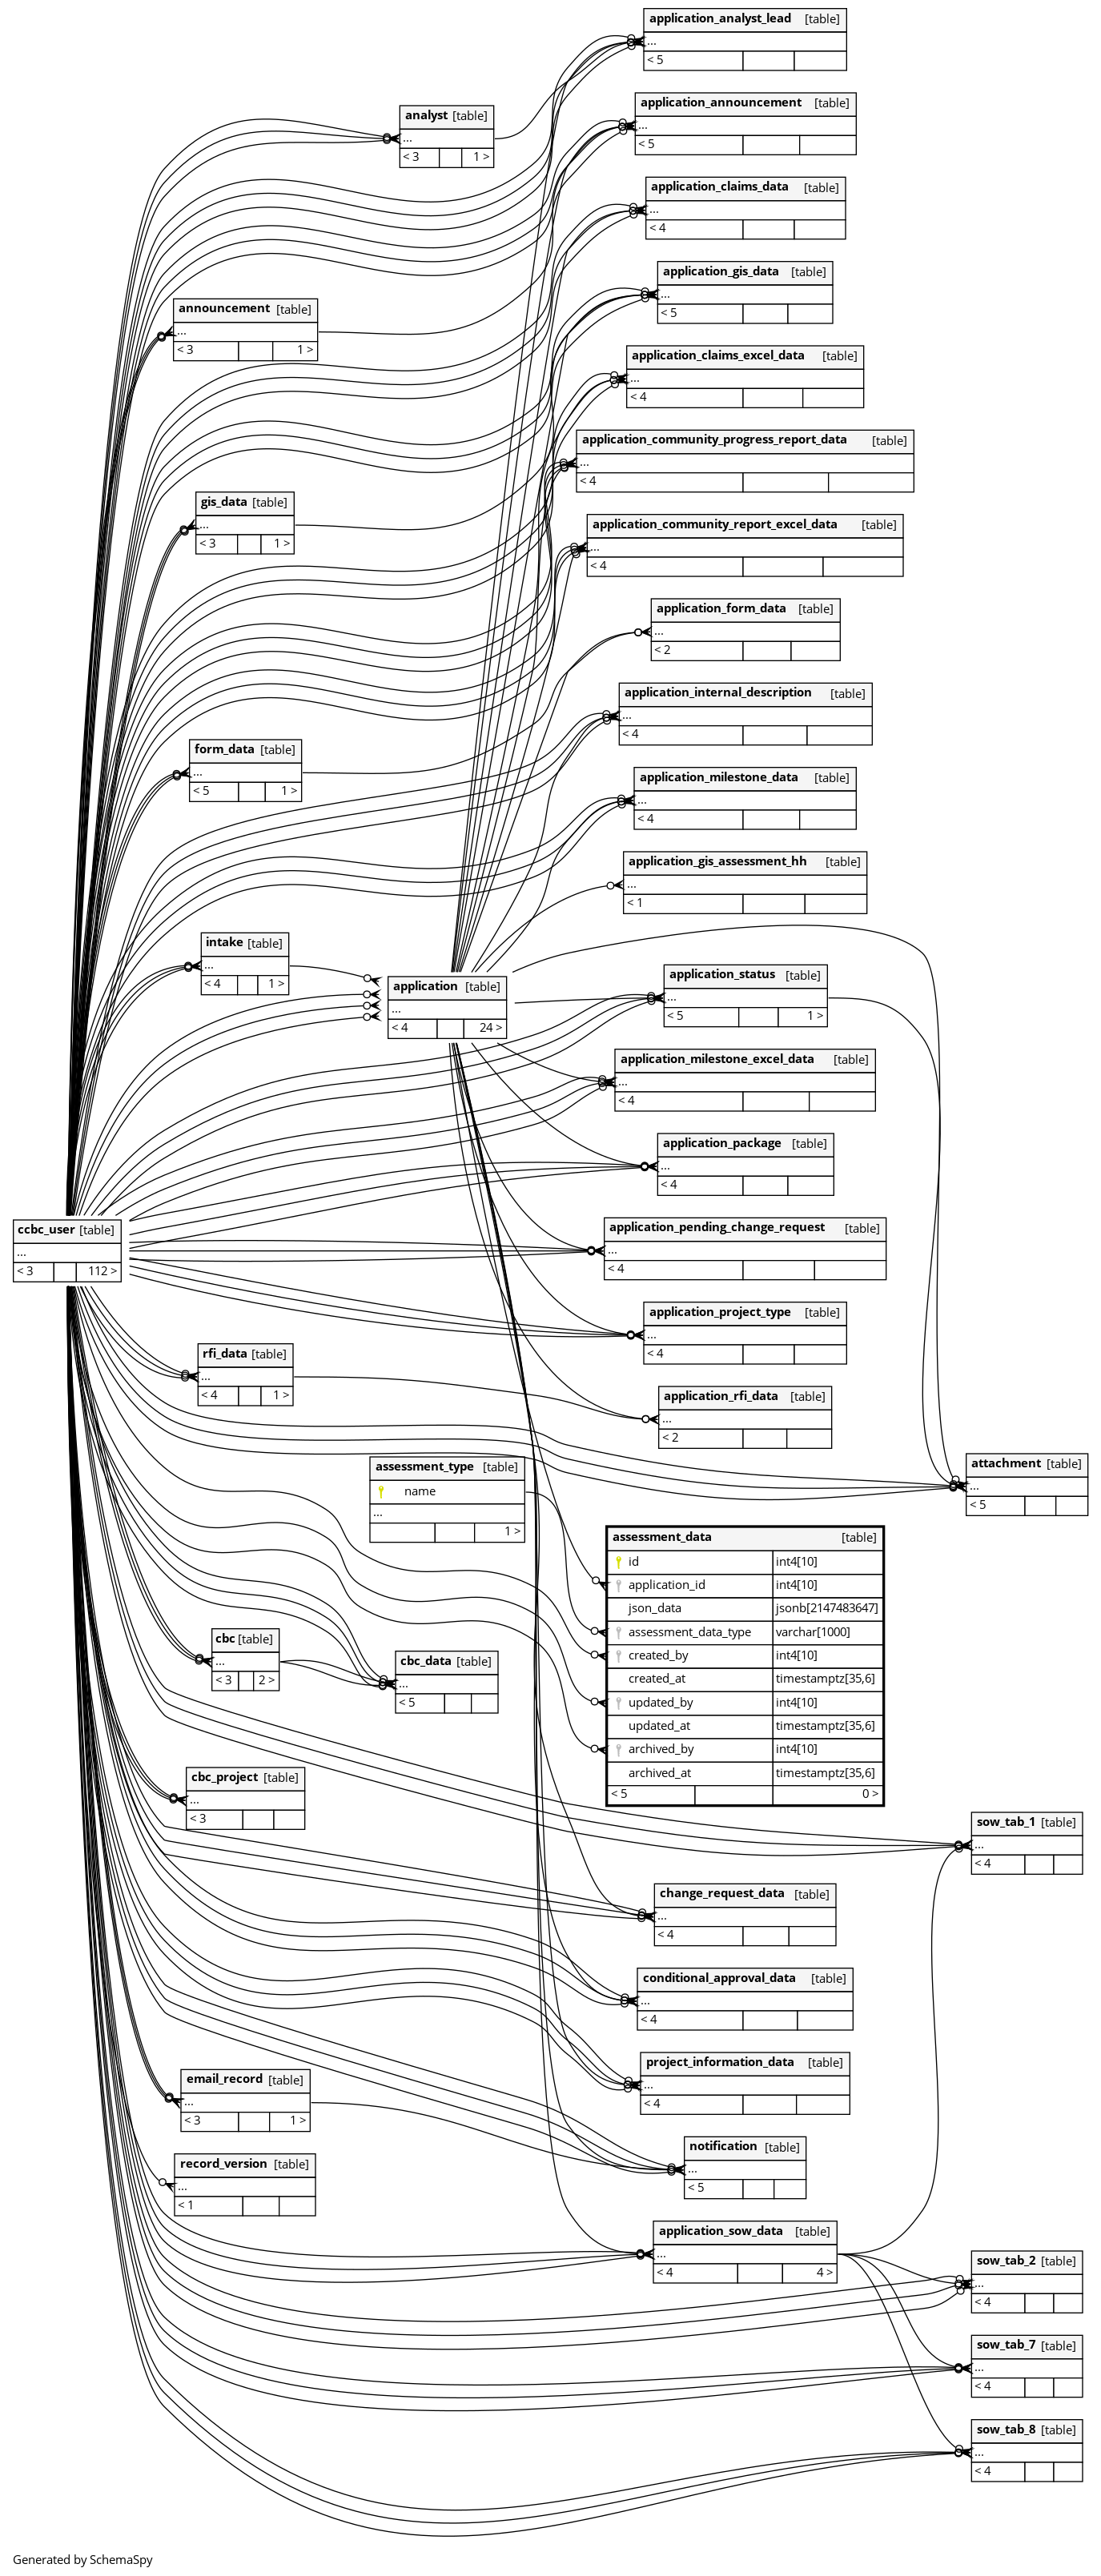 application_analyst_lead [table]
...
< 5
analyst [table]
...
< 3 1 >
application_announcement [table]
...
< 5
application_claims_data [table]
...
< 4
application_gis_data [table]
...
< 5
announcement [table]
...
< 3 1 >
application_claims_excel_data [table]
...
< 4
application_community_progress_report_data [table]
...
< 4
gis_data [table]
...
< 3 1 >
application_community_report_excel_data [table]
...
< 4
application_form_data [table]
...
< 2
application_internal_description [table]
...
< 4
form_data [table]
...
< 5 1 >
application_milestone_data [table]
...
< 4
application_gis_assessment_hh [table]
...
< 1
intake [table]
...
< 4 1 >
application [table]
...
< 4 24 >
application_status [table]
...
< 5 1 >
application_milestone_excel_data [table]
...
< 4
application_package [table]
...
< 4
ccbc_user [table]
...
< 3 112 >
application_pending_change_request [table]
...
< 4
application_project_type [table]
...
< 4
rfi_data [table]
...
< 4 1 >
application_rfi_data [table]
...
< 2
assessment_type [table]
name
...
1 >
attachment [table]
...
< 5
assessment_data [table]
id int4[10]
application_id int4[10]
json_data jsonb[2147483647]
assessment_data_type varchar[1000]
created_by int4[10]
created_at timestamptz[35,6]
updated_by int4[10]
updated_at timestamptz[35,6]
archived_by int4[10]
archived_at timestamptz[35,6]
< 5 0 >
cbc [table]
...
< 3 2 >
cbc_data [table]
...
< 5
cbc_project [table]
...
< 3
sow_tab_1 [table]
...
< 4
change_request_data [table]
...
< 4
conditional_approval_data [table]
...
< 4
project_information_data [table]
...
< 4
email_record [table]
...
< 3 1 >
notification [table]
...
< 5
record_version [table]
...
< 1
application_sow_data [table]
...
< 4 4 >
sow_tab_2 [table]
...
< 4
sow_tab_7 [table]
...
< 4
sow_tab_8 [table]
...
< 4
Generated by SchemaSpy